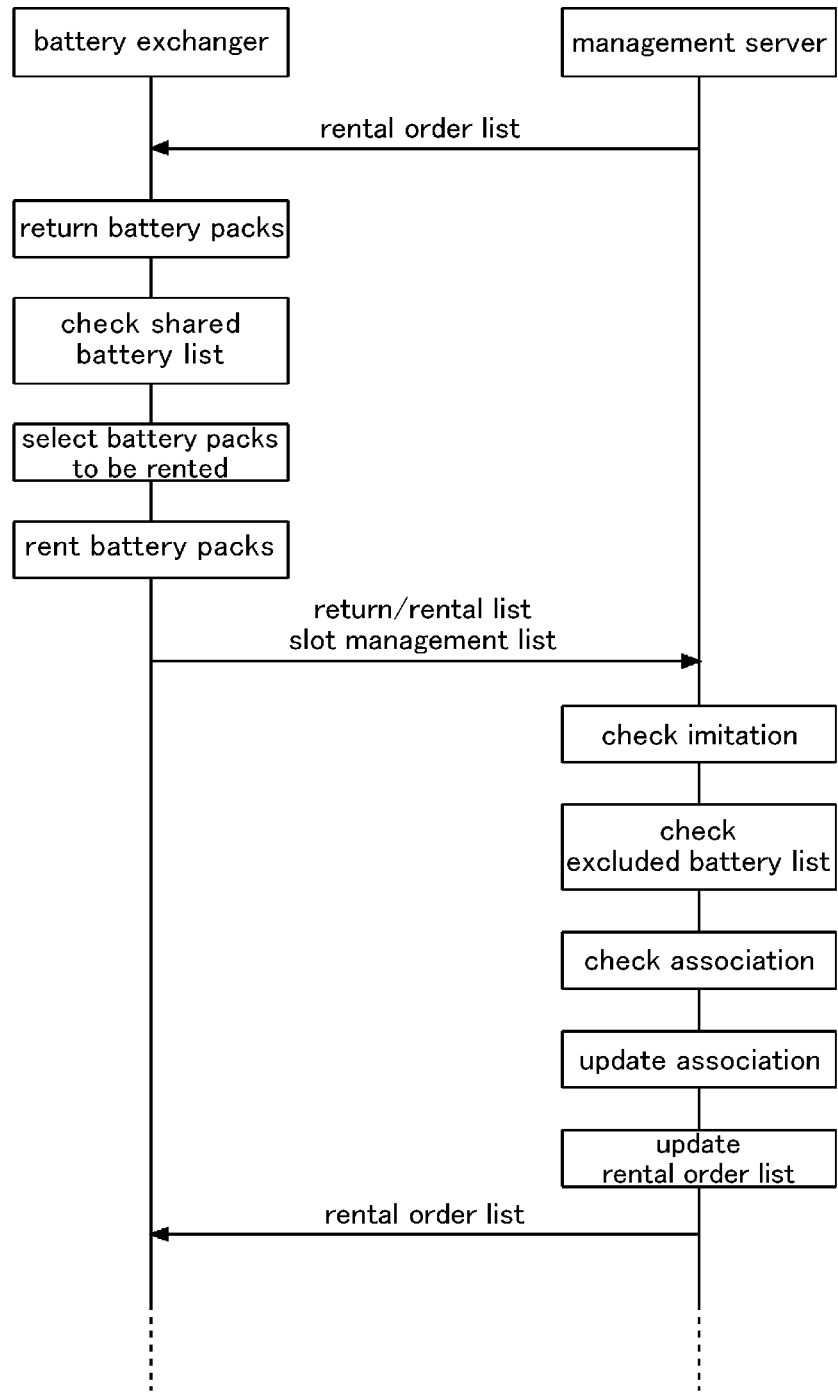 battery exchanger
management server
rental order list
return battery packs
check shared
battery list
select battery packs
to be rented
rent battery packs
return/rental list
slot management list
check imitation
check
excluded battery list
check association
update association
update
rental order list
rental order list